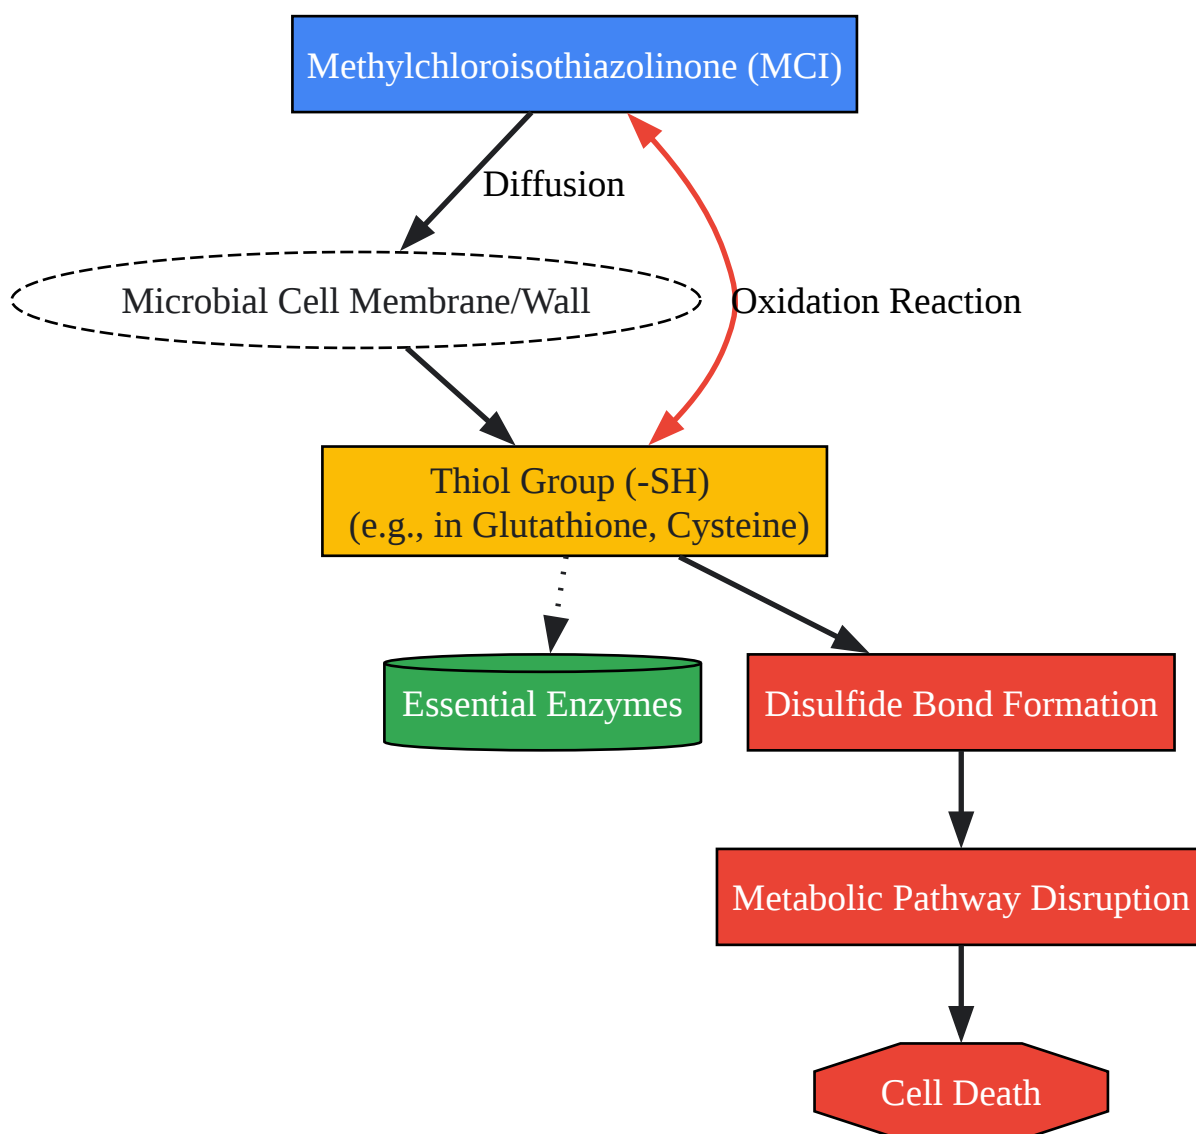 Methylchloroisothiazolinone (MCI)
Diffusion
Microbial Cell Membrane/Wall
Oxidation Reaction
Thiol Group (-SH)
(e.g., in Glutathione, Cysteine)
Essential Enzymes
Disulfide Bond Formation
Metabolic Pathway Disruption
Cell Death